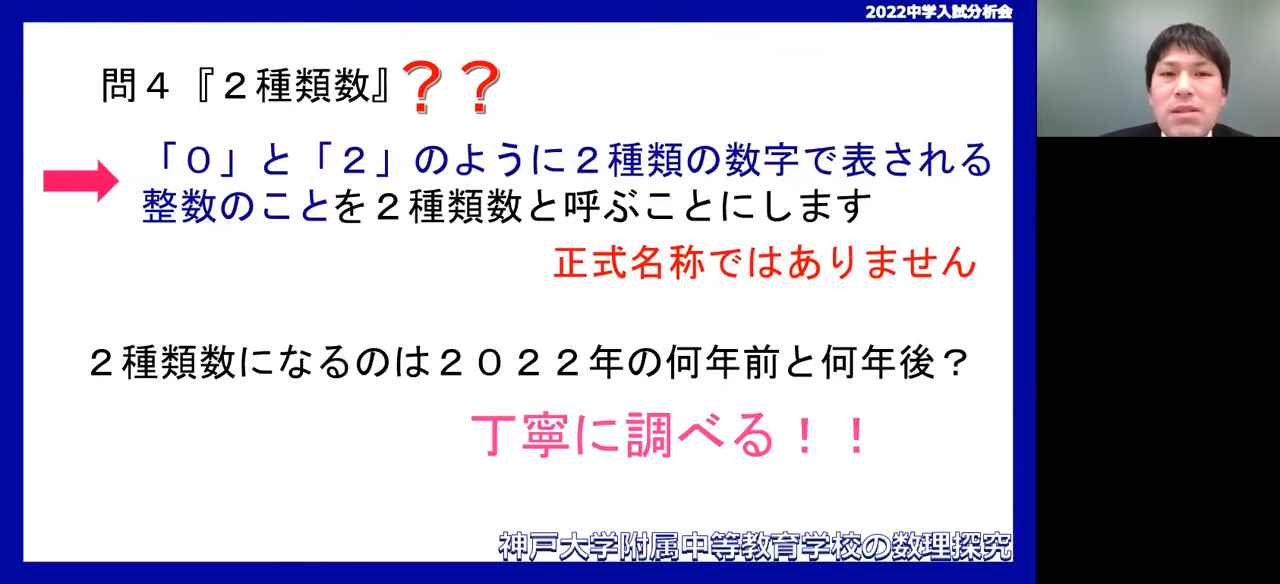 2022中学入試分析会
問４『２種類数』？？
「０」と「２」のように２種類の数字で表される
整数のことを２種類数と呼ぶことにします
正式名称ではありません
２種類数になるのは２０２２年の何年前と何年後？
丁寧に調べる！！
神戸大学附属中等教育学校の数理探究